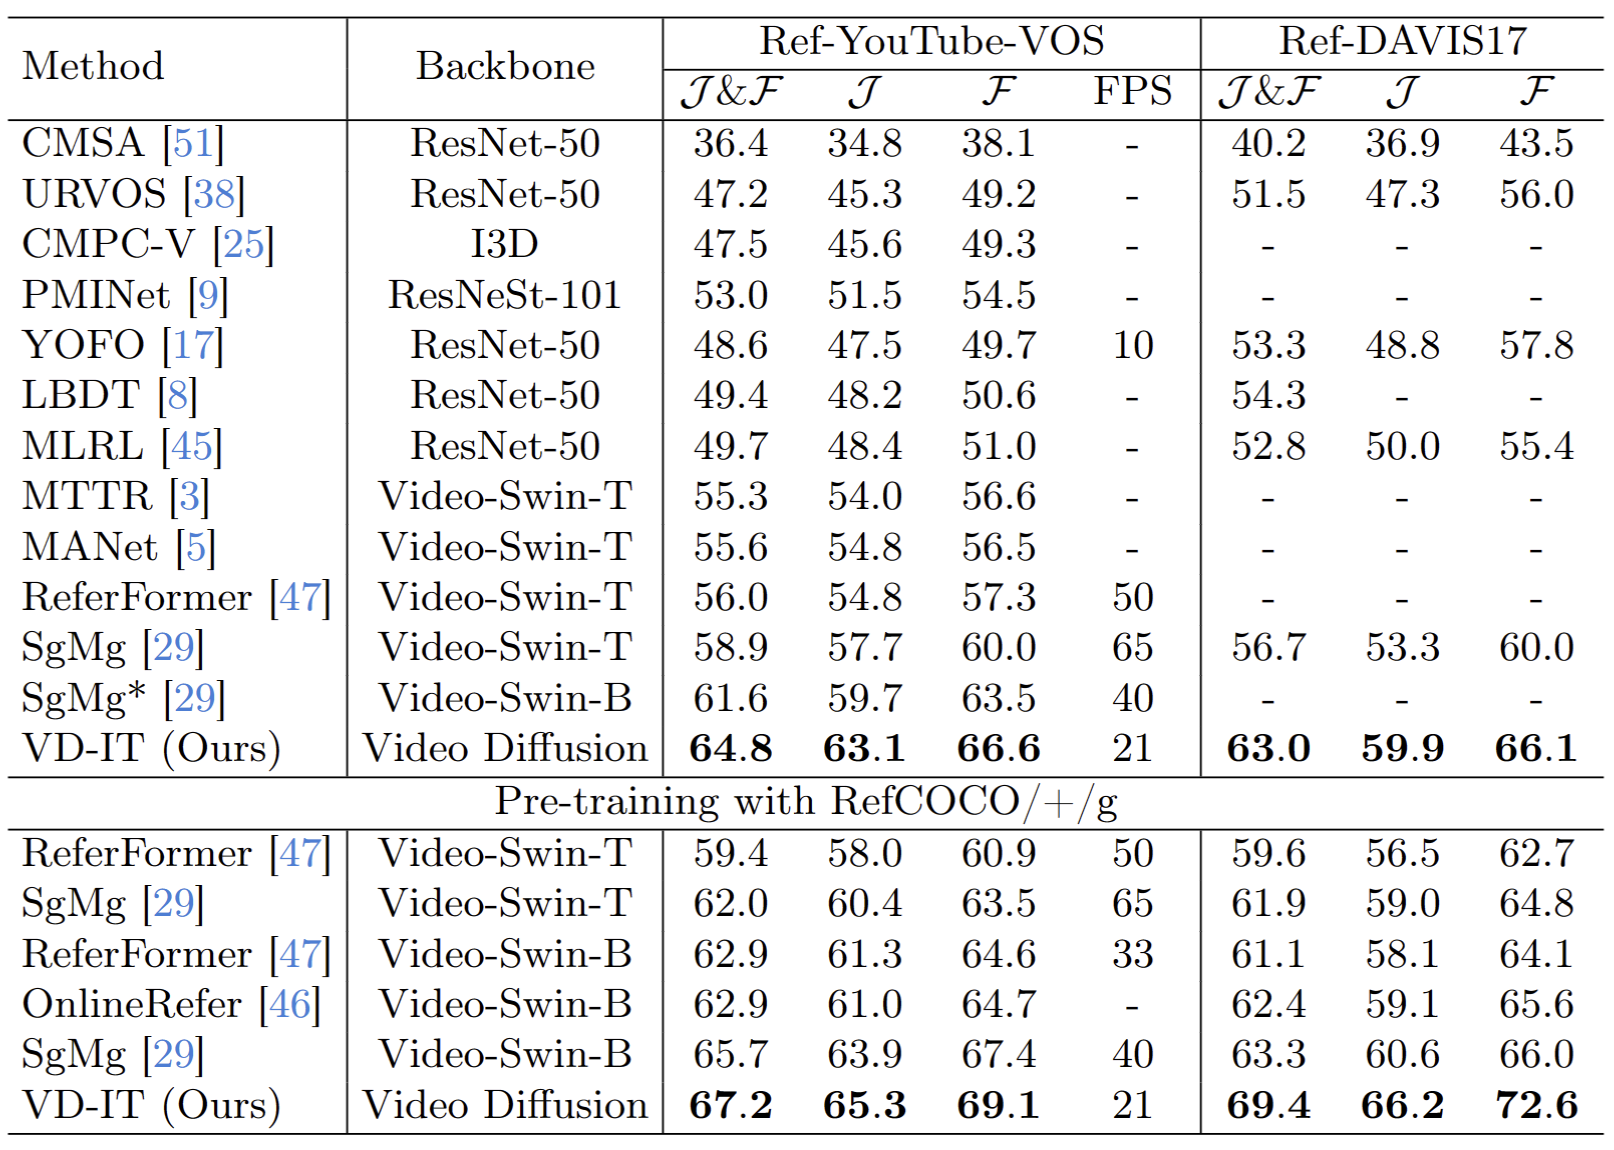 Method Backbone Ref-YouTube-VOS Ref-DAVIS17
𝒥&ℱ 𝒥 ℱ FPS 𝒥&ℱ 𝒥 ℱ
CMSA [51] ResNet-50 36.4 34.8 38.1 - 40.2 36.9 43.5
URVOS [38] ResNet-50 47.2 45.3 49.2 - 51.5 47.3 56.0
CMPC-V [25] I3D 47.5 45.6 49.3 - - - -
PMINet [9] ResNeSt-101 53.0 51.5 54.5 - - - -
YOFO [17] ResNet-50 48.6 47.5 49.7 10 53.3 48.8 57.8
LBDT [8] ResNet-50 49.4 48.2 50.6 - 54.3 - -
MLRL [45] ResNet-50 49.7 48.4 51.0 - 52.8 50.0 55.4
MTTR [3] Video-Swin-T 55.3 54.0 56.6 - - - -
MANet [5] Video-Swin-T 55.6 54.8 56.5 - - - -
ReferFormer [47] Video-Swin-T 56.0 54.8 57.3 50 - - -
SgMg [29] Video-Swin-T 58.9 57.7 60.0 65 56.7 53.3 60.0
SgMg* [29] Video-Swin-B 61.6 59.7 63.5 40 - - -
VD-IT (Ours) Video Diffusion 64.8 63.1 66.6 21 63.0 59.9 66.1
Pre-training with RefCOCO/+/g
ReferFormer [47] Video-Swin-T 59.4 58.0 60.9 50 59.6 56.5 62.7
SgMg [29] Video-Swin-T 62.0 60.4 63.5 65 61.9 59.0 64.8
ReferFormer [47] Video-Swin-B 62.9 61.3 64.6 33 61.1 58.1 64.1
OnlineRefer [46] Video-Swin-B 62.9 61.0 64.7 - 62.4 59.1 65.6
SgMg [29] Video-Swin-B 65.7 63.9 67.4 40 63.3 60.6 66.0
VD-IT (Ours) Video Diffusion 67.2 65.3 69.1 21 69.4 66.2 72.6